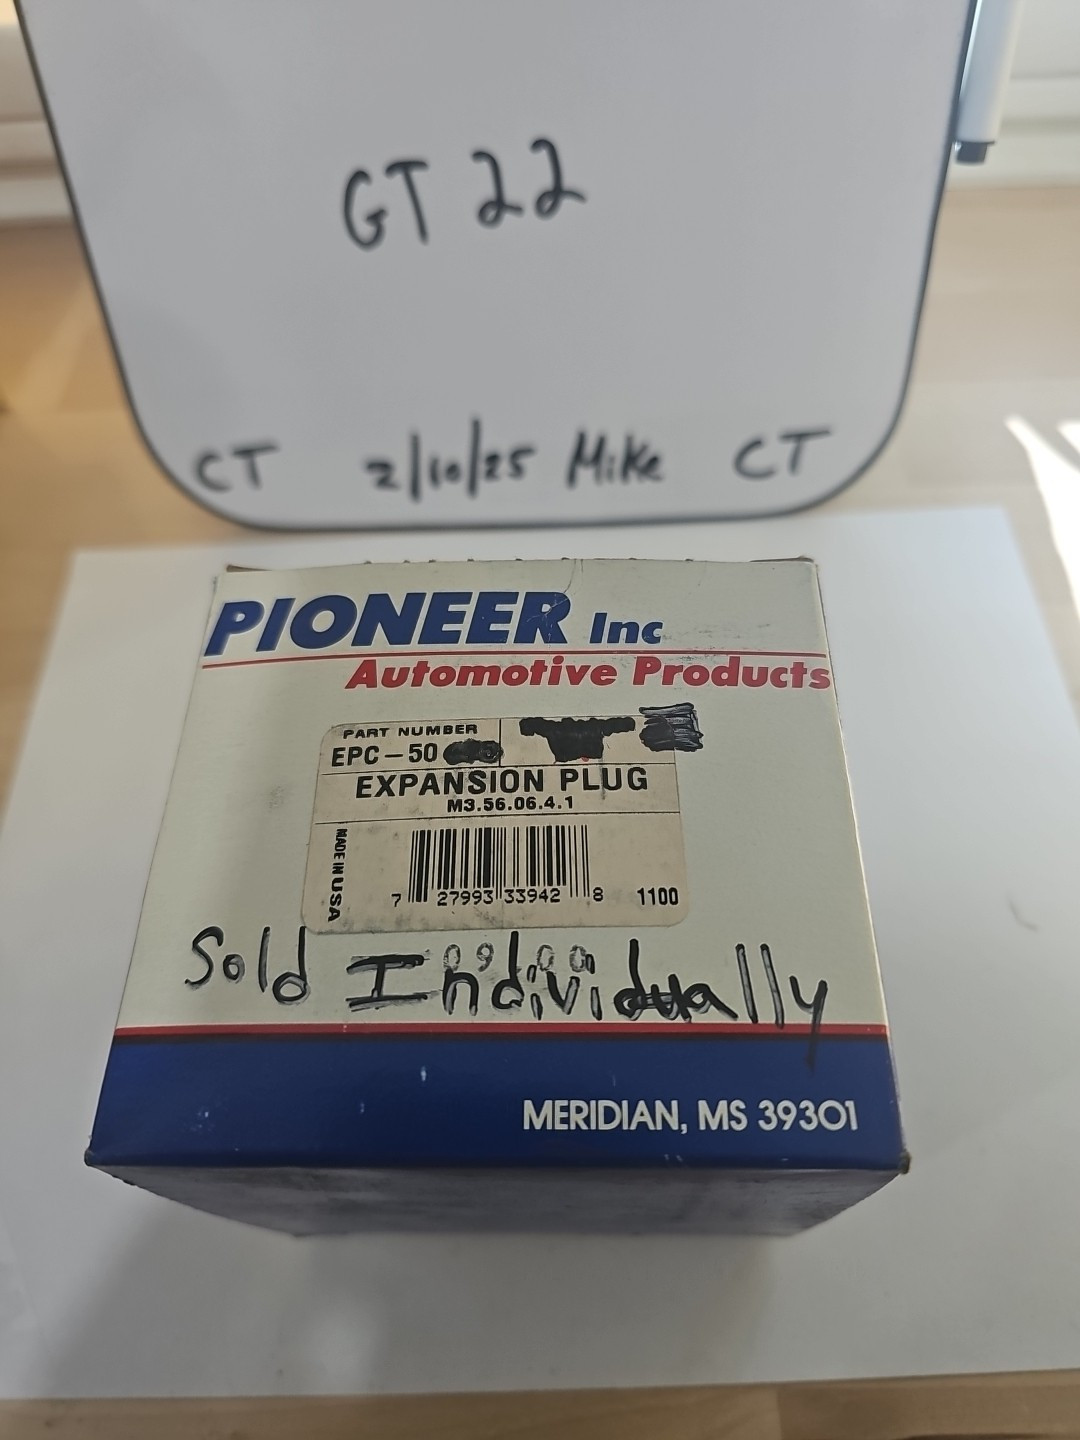 GT 22
CT 2/10/25 Mike CT
PIONEER Inc
Automotive Products
PART NUMBER
EPC-50
EXPANSION PLUG
M3.56.06.4.1
MADE IN USA
7 27993 33942 8 1100
Sold Individually
MERIDIAN, MS 39301